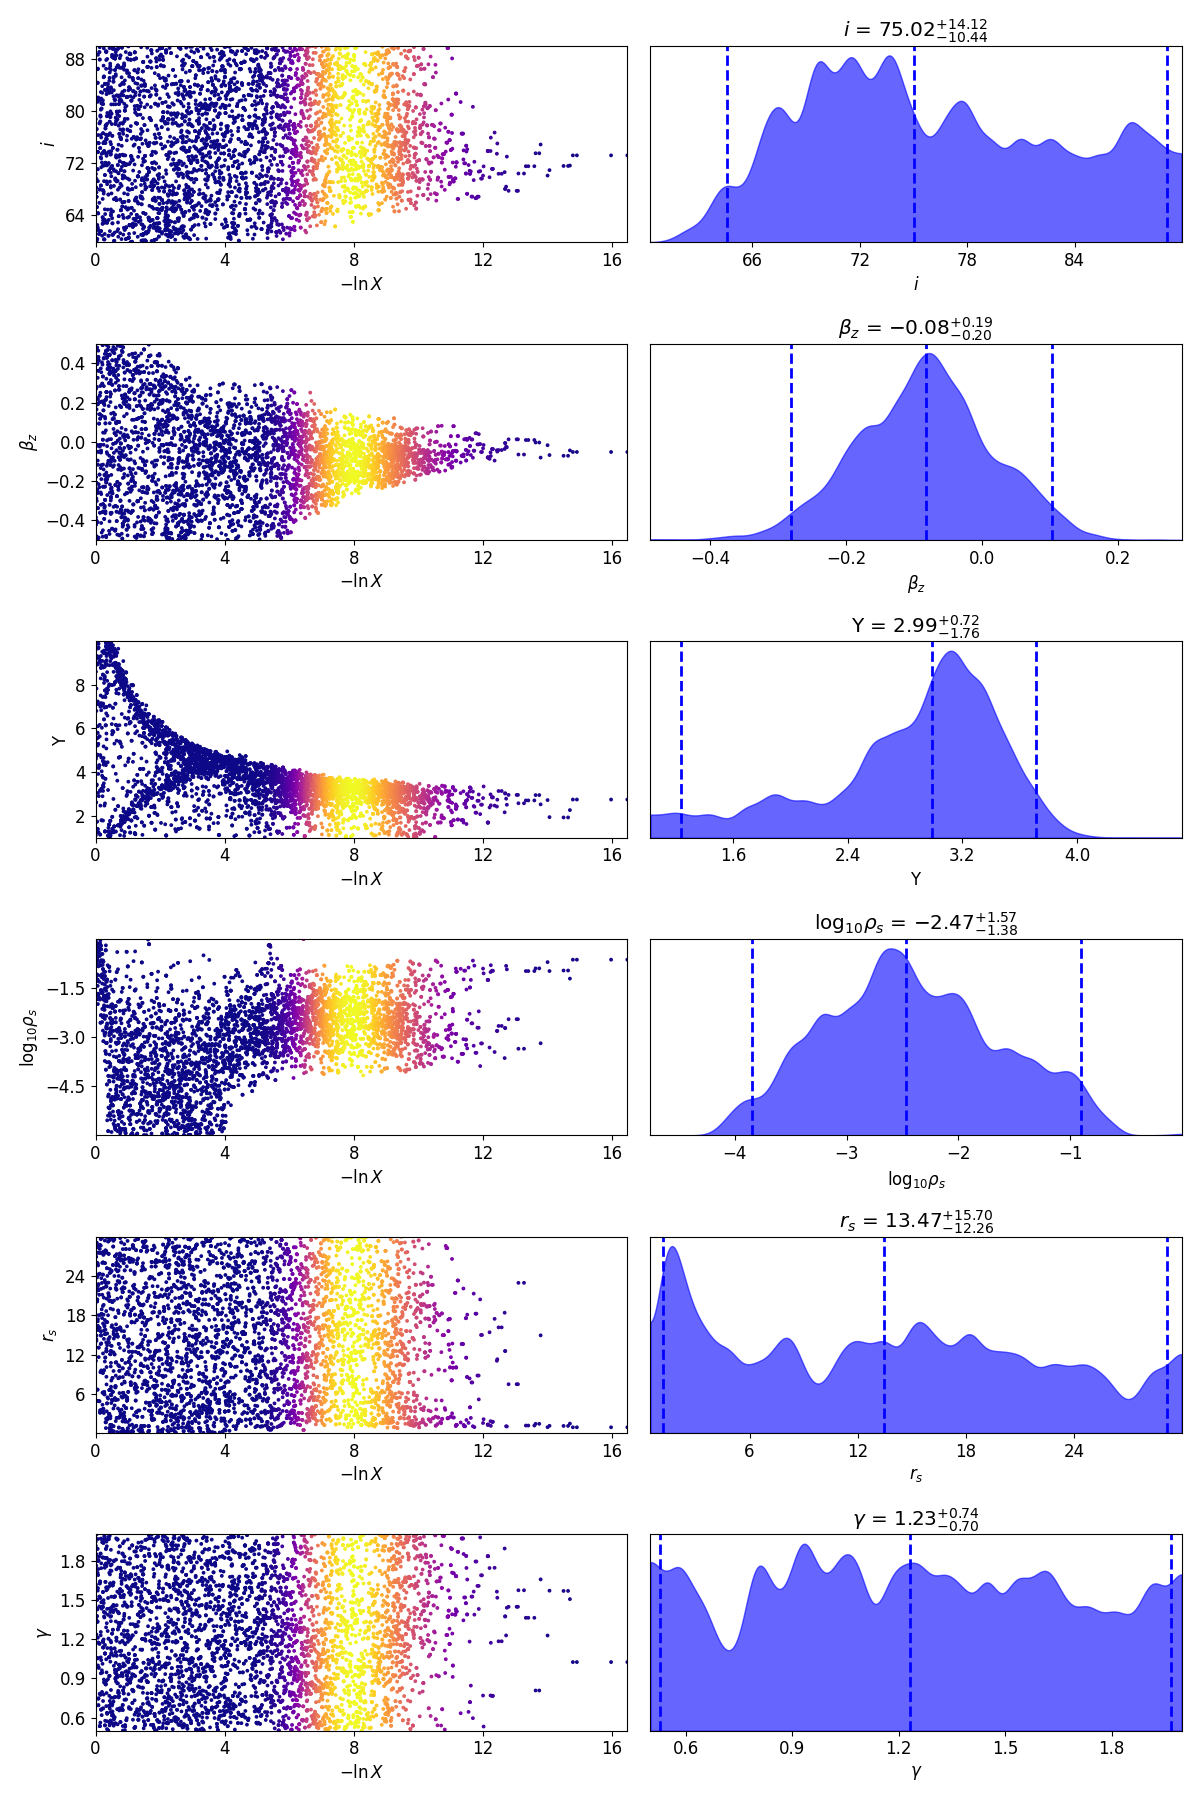 i = 75.02+14.12−10.44
88
80
72
64
i
0 4 8 12 16
−ln X
66 72 78 84
i
βz = −0.08+0.19−0.20
0.4
0.2
0.0
−0.2
−0.4
βz
0 4 8 12 16
−ln X
−0.4 −0.2 0.0 0.2
βz
Y = 2.99+0.72−1.76
8
6
4
2
Y
0 4 8 12 16
−ln X
1.6 2.4 3.2 4.0
Y
log10ρs = −2.47+1.57−1.38
−1.5
−3.0
−4.5
log10ρs
0 4 8 12 16
−ln X
−4 −3 −2 −1
log10ρs
rs = 13.47+15.70−12.26
24
18
12
6
rs
0 4 8 12 16
−ln X
6 12 18 24
rs
γ = 1.23+0.74−0.70
1.8
1.5
1.2
0.9
0.6
γ
0 4 8 12 16
−ln X
0.6 0.9 1.2 1.5 1.8
γ